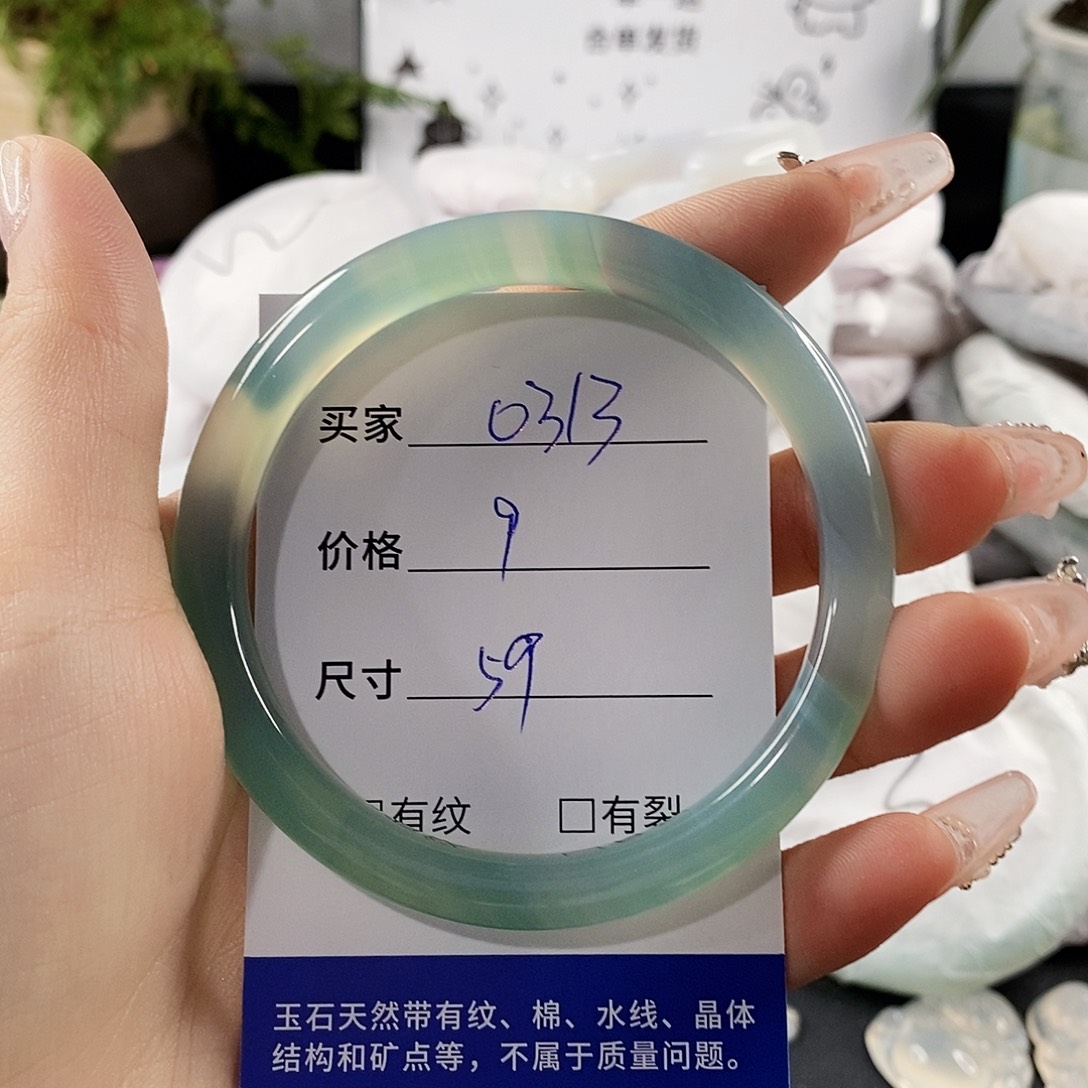 买家 0313
价格 9
尺寸 59
有纹 □有裂
玉石天然带有纹、棉、水线、晶体
结构和矿点等，不属于质量问题。